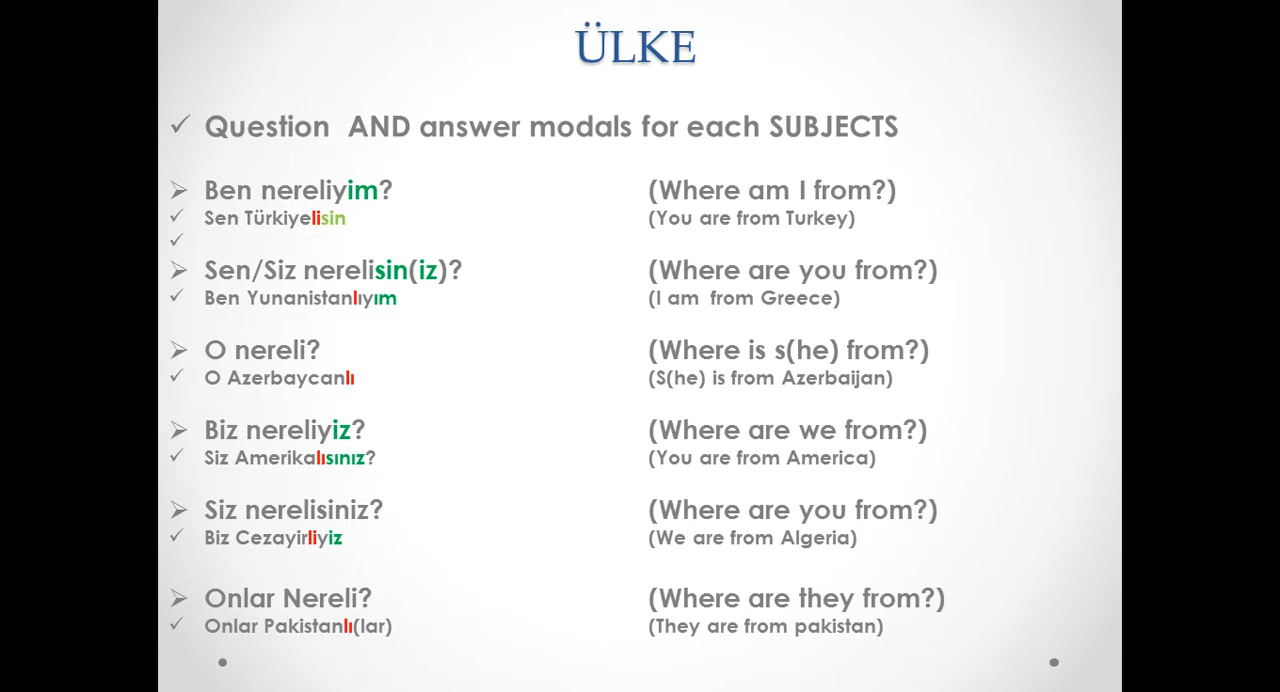 ÜLKE
Question AND answer modals for each SUBJECTS
Ben nereliyim? (Where am I from?)
Sen Türkiyelisin (You are from Turkey)
Sen/Siz nerelisin(iz)? (Where are you from?)
Ben Yunanistanlıyım (I am from Greece)
O nereli? (Where is s(he) from?)
O Azerbaycanlı (S(he) is from Azerbaijan)
Biz nereliyiz? (Where are we from?)
Siz Amerikalısınız? (You are from America)
Siz nerelisiniz? (Where are you from?)
Biz Cezayirliyiz (We are from Algeria)
Onlar Nereli? (Where are they from?)
Onlar Pakistanlı(lar) (They are from pakistan)